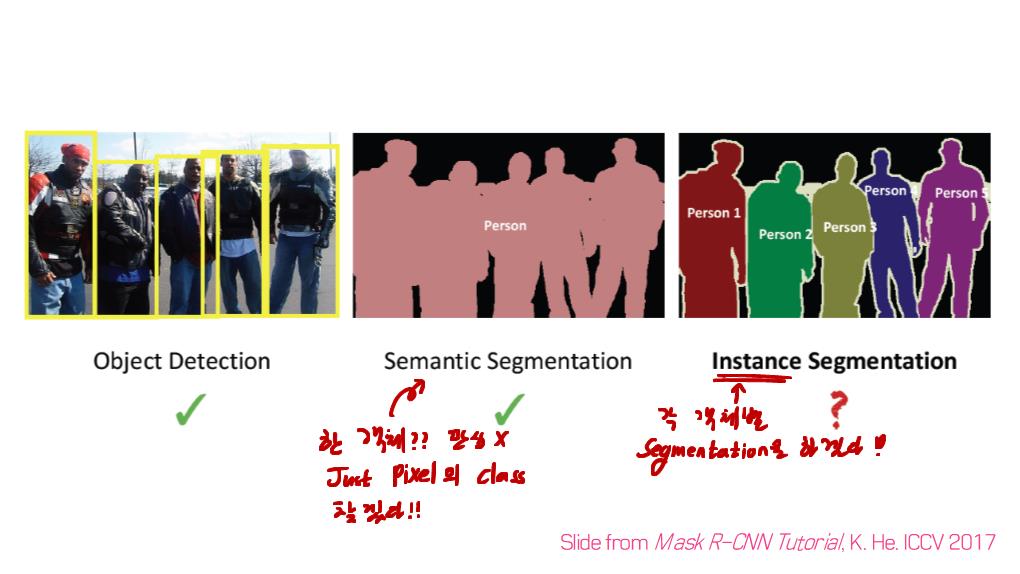 Person
Person 1
Person 2
Person 3
Person 4
Person 5
Object Detection
Semantic Segmentation
Instance Segmentation
✓
✓
?
한 객체?? 관심 X
Just Pixel의 class
찾겠다!!
각 객체별
Segmentation을 하겠다!!
Slide from Mask R-CNN Tutorial, K. He. ICCV 2017